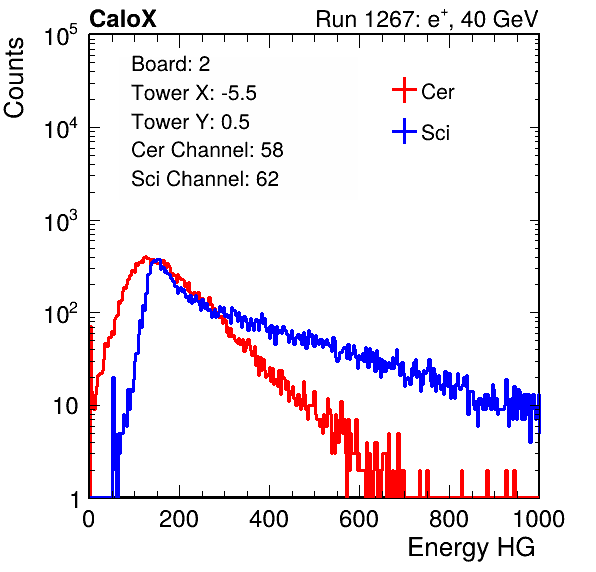 CaloX Run 1267: e⁺, 40 GeV
Counts
Board: 2
Tower X: -5.5
Tower Y: 0.5
Cer Channel: 58
Sci Channel: 62
Cer
Sci
10⁵
10⁴
10³
10²
10
1
0 200 400 600 800 1000
Energy HG